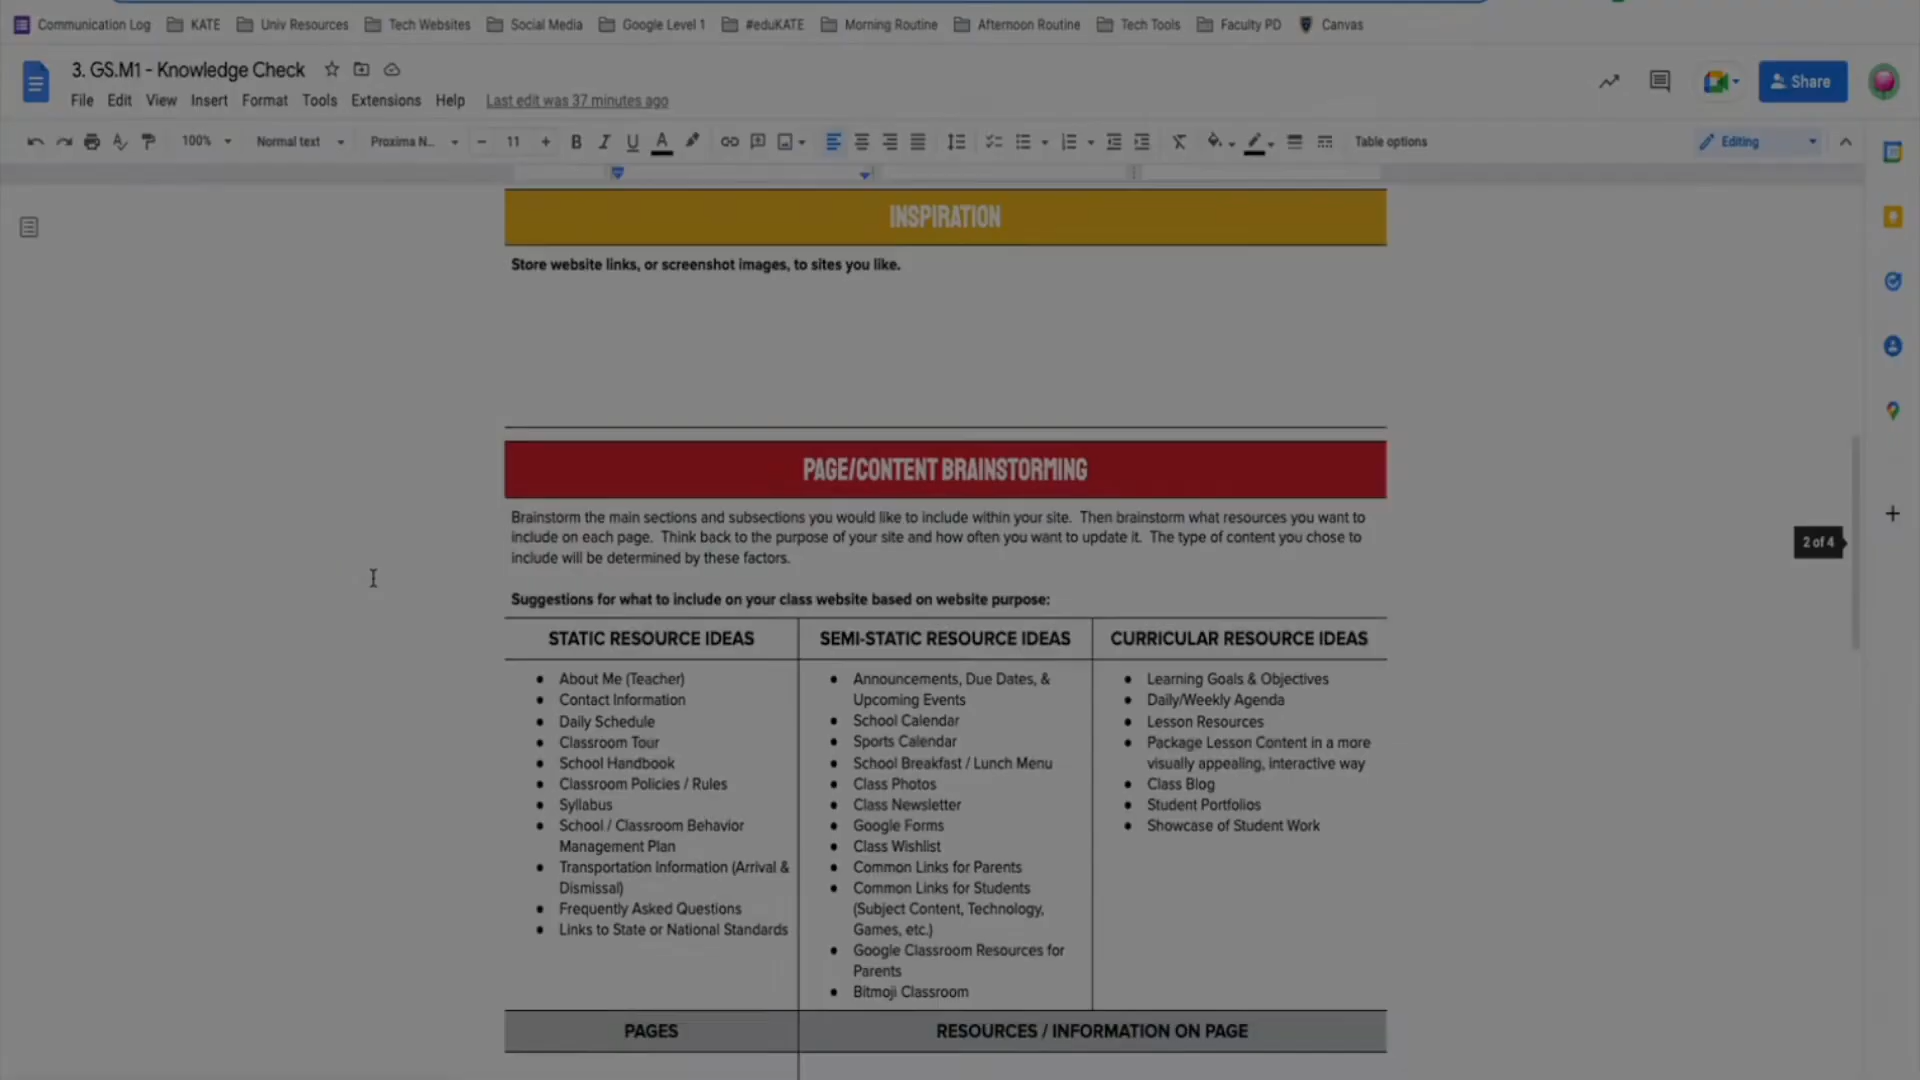 Communication Log KATE Univ Resources Tech Websites Social Media Google Level 1 #eduKATE Morning Routine Afternoon Routine Tech Tools Faculty PD Canvas
3. GS.M1 - Knowledge Check
Share
File Edit View Insert Format Tools Extensions Help Last edit was 37 minutes ago
100% Normal text Proxima N... 11 B I U A Table options Editing
INSPIRATION
Store website links, or screenshot images, to sites you like.
PAGE/CONTENT BRAINSTORMING
Brainstorm the main sections and subsections you would like to include within your site. Then brainstorm what resources you want to
include on each page. Think back to the purpose of your site and how often you want to update it. The type of content you chose to
include will be determined by these factors.
2 of 4
Suggestions for what to include on your class website based on website purpose:
STATIC RESOURCE IDEAS
About Me (Teacher)
Contact Information
Daily Schedule
Classroom Tour
School Handbook
Classroom Policies / Rules
Syllabus
School / Classroom Behavior
Management Plan
Transportation Information (Arrival &
Dismissal)
Frequently Asked Questions
Links to State or National Standards
SEMI-STATIC RESOURCE IDEAS
Announcements, Due Dates, &
Upcoming Events
School Calendar
Sports Calendar
School Breakfast / Lunch Menu
Class Photos
Class Newsletter
Google Forms
Class Wishlist
Common Links for Parents
Common Links for Students
(Subject Content, Technology,
Games, etc.)
Google Classroom Resources for
Parents
Bitmoji Classroom
CURRICULAR RESOURCE IDEAS
Learning Goals & Objectives
Daily/Weekly Agenda
Lesson Resources
Package Lesson Content in a more
visually appealing, interactive way
Class Blog
Student Portfolios
Showcase of Student Work
PAGES
RESOURCES / INFORMATION ON PAGE